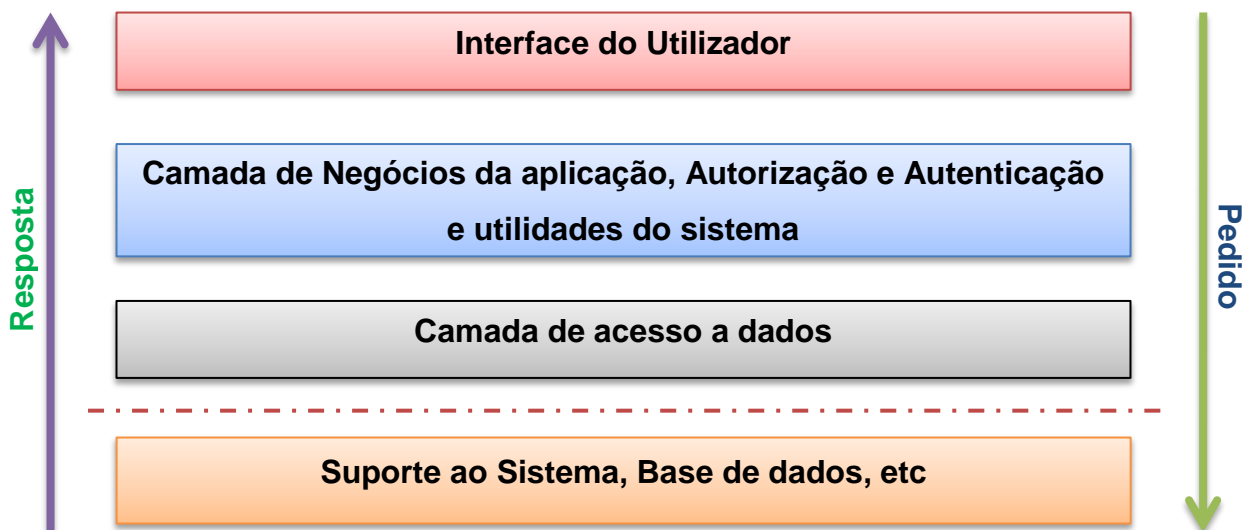 Interface do Utilizador
Camada de Negócios da aplicação, Autorização e Autenticação
e utilidades do sistema
Resposta
Pedido
Camada de acesso a dados
Suporte ao Sistema, Base de dados, etc